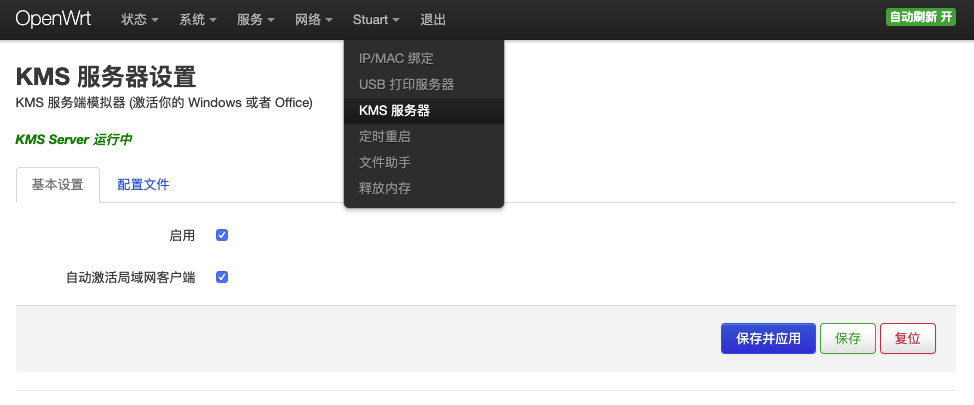 OpenWrt 状态 系统 服务 网络 Stuart 退出 自动刷新 开
IP/MAC 绑定
USB 打印服务器
KMS 服务器
定时重启
文件助手
释放内存
KMS 服务器设置
KMS 服务端模拟器 (激活你的 Windows 或者 Office)
KMS Server 运行中
基本设置 配置文件
启用
自动激活局域网客户端
保存并应用 保存 复位